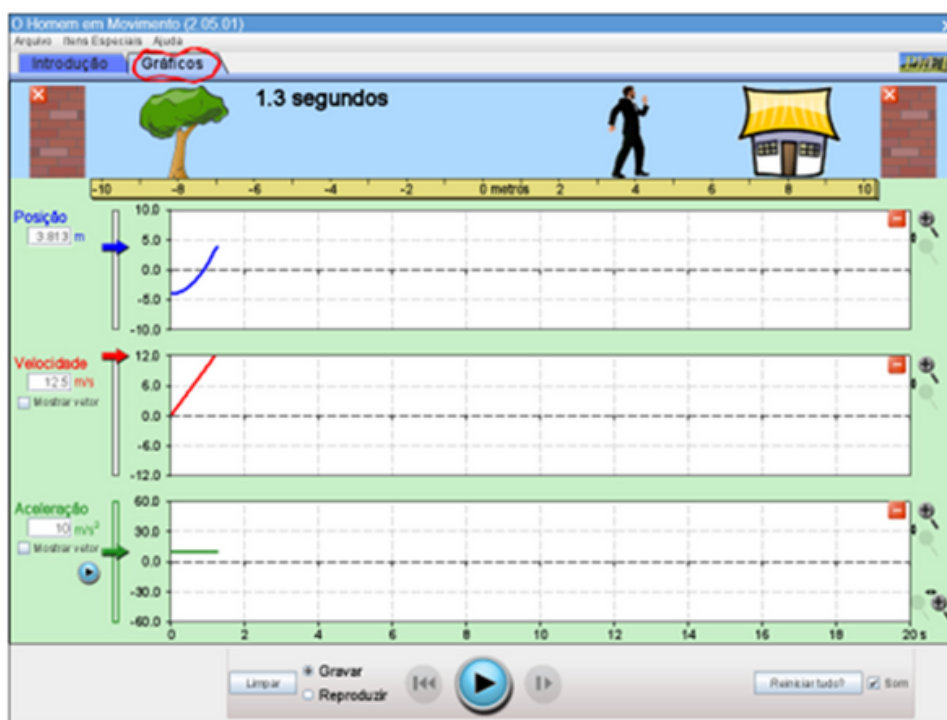 O Homem em Movimento (2.05.01)
Arquivo Itens Especiais Ajuda
Introdução Gráficos
1.3 segundos
-10 -8 -6 -4 -2 0 metros 2 4 6 8 10
Posição
3.813 m
10.0
5.0
0.0
-5.0
-10.0
Velocidade
12.5 m/s
Mostrar vetor
12.0
6.0
0.0
-6.0
-12.0
Aceleração
10 m/s²
Mostrar vetor
60.0
30.0
0.0
-30.0
-60.0
0 2 4 6 8 10 12 14 16 18 20 s
Limpar
Gravar
Reproduzir
Reiniciar tudo?
Som